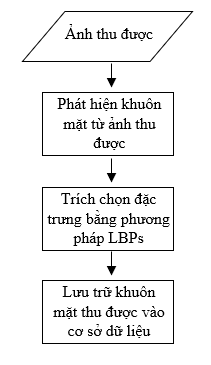 Ảnh thu được
Phát hiện khuôn
mặt từ ảnh thu
được
Trích chọn đặc
trưng bằng phương
pháp LBPs
Lưu trữ khuôn
mặt thu được vào
cơ sở dữ liệu